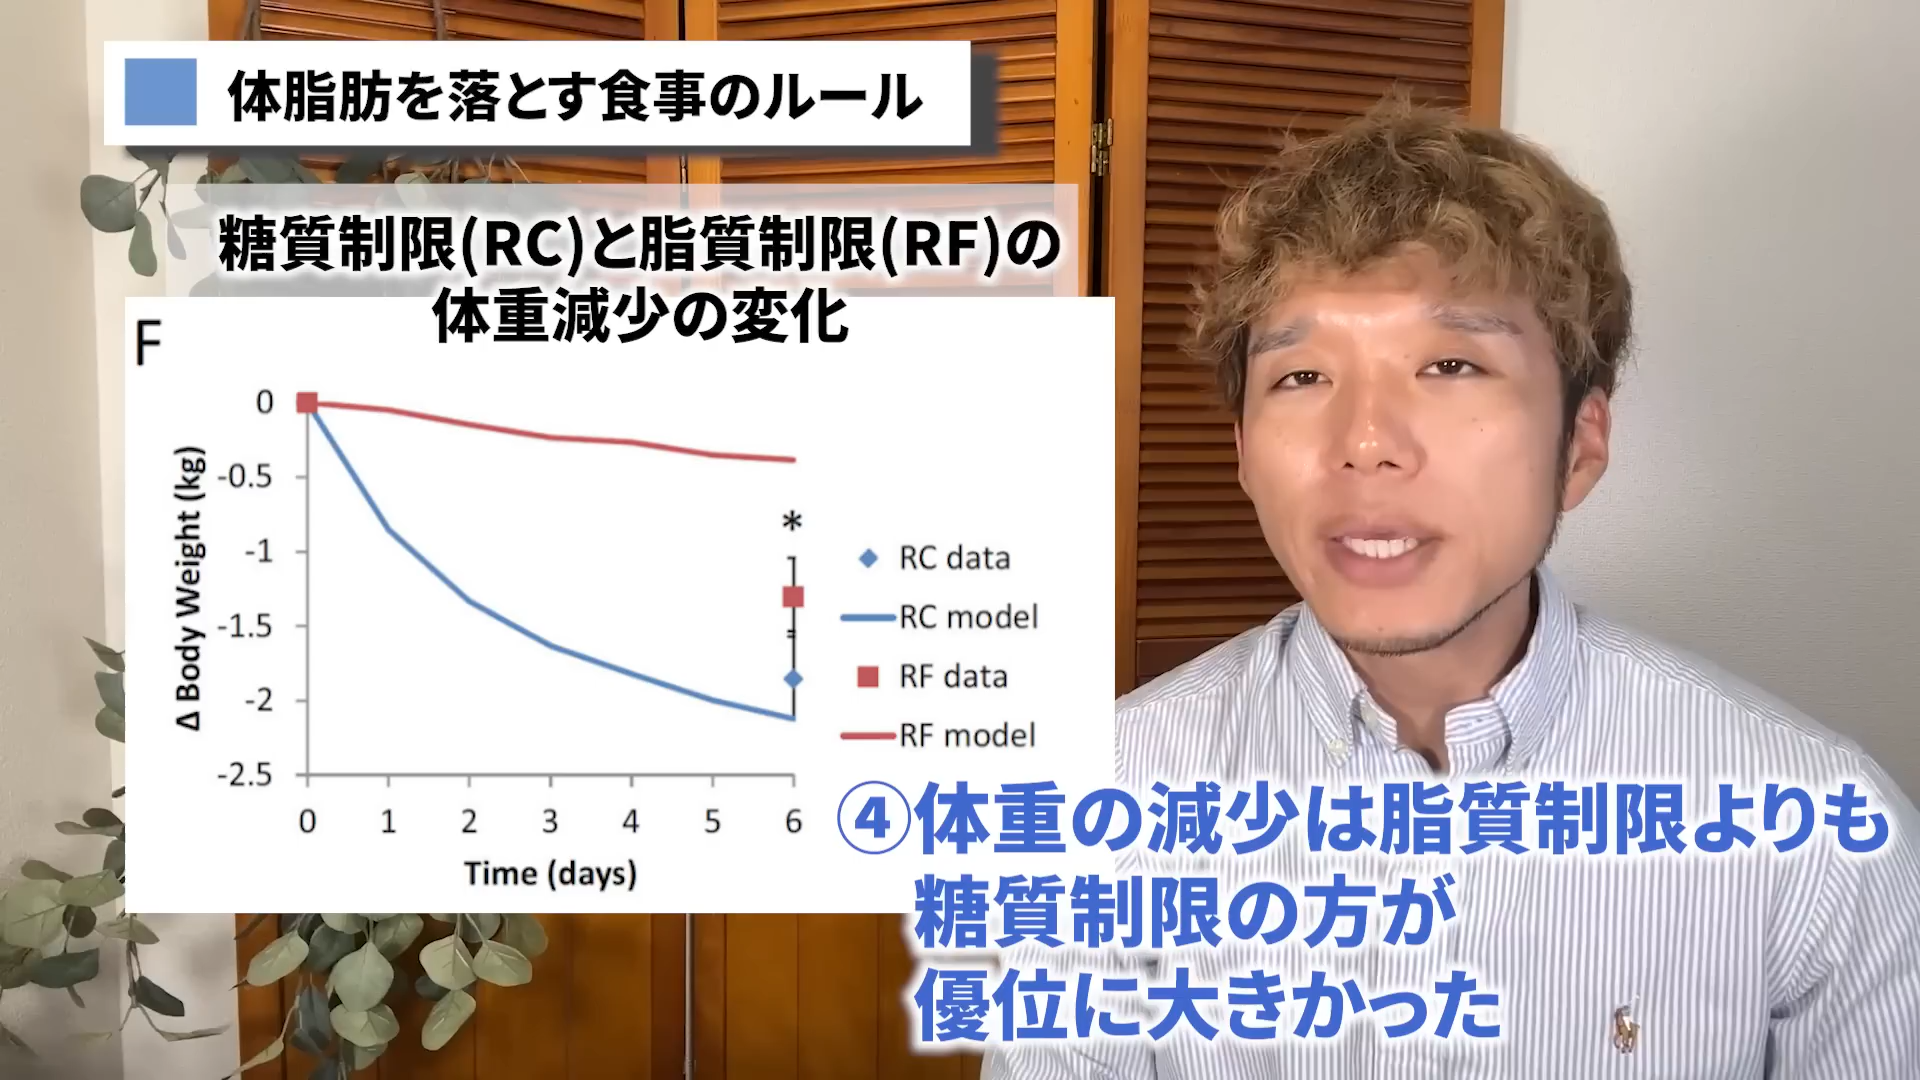 体脂肪を落とす食事のルール
糖質制限(RC)と脂質制限(RF)の
体重減少の変化
F
Δ Body Weight (kg)
0
-0.5
-1
-1.5
-2
-2.5
*
RC data
RC model
RF data
RF model
0 1 2 3 4 5 6
Time (days)
④体重の減少は脂質制限よりも
糖質制限の方が
優位に大きかった